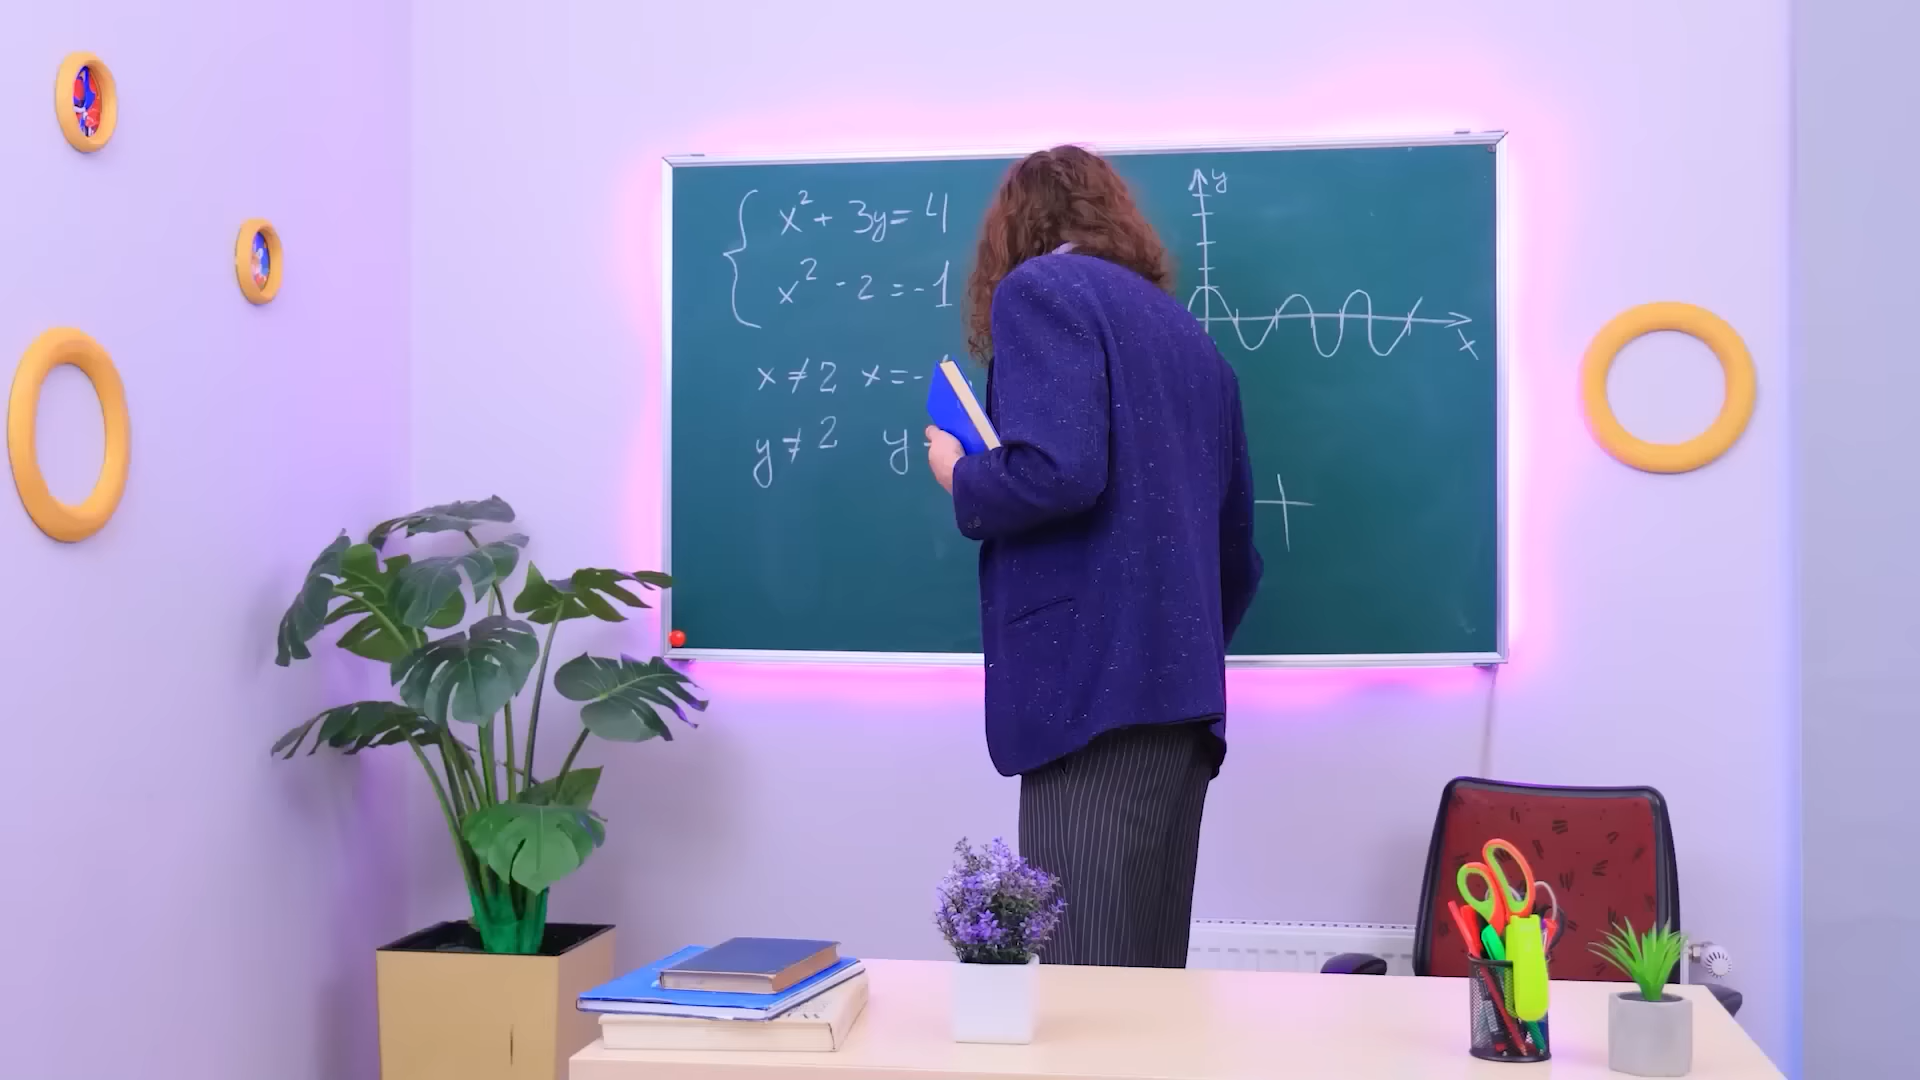 x² + 3y = 4
x² - 2 = -1
x ≠ 2 x = -
y ≠ 2 y
y
x